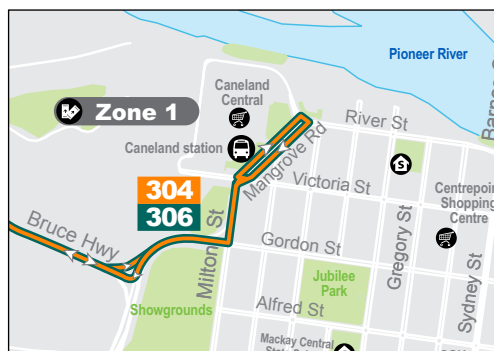 Pioneer River
Caneland
Central
Zone 1
River St
Caneland station
Mangrove Rd
Victoria St
304
306
Centrepoin
Shopping
Centre
Bruce Hwy
Milton St
Gregory St
Gordon St
Sydney St
Jubilee
Park
Showgrounds
Alfred St
Mackay Central
S